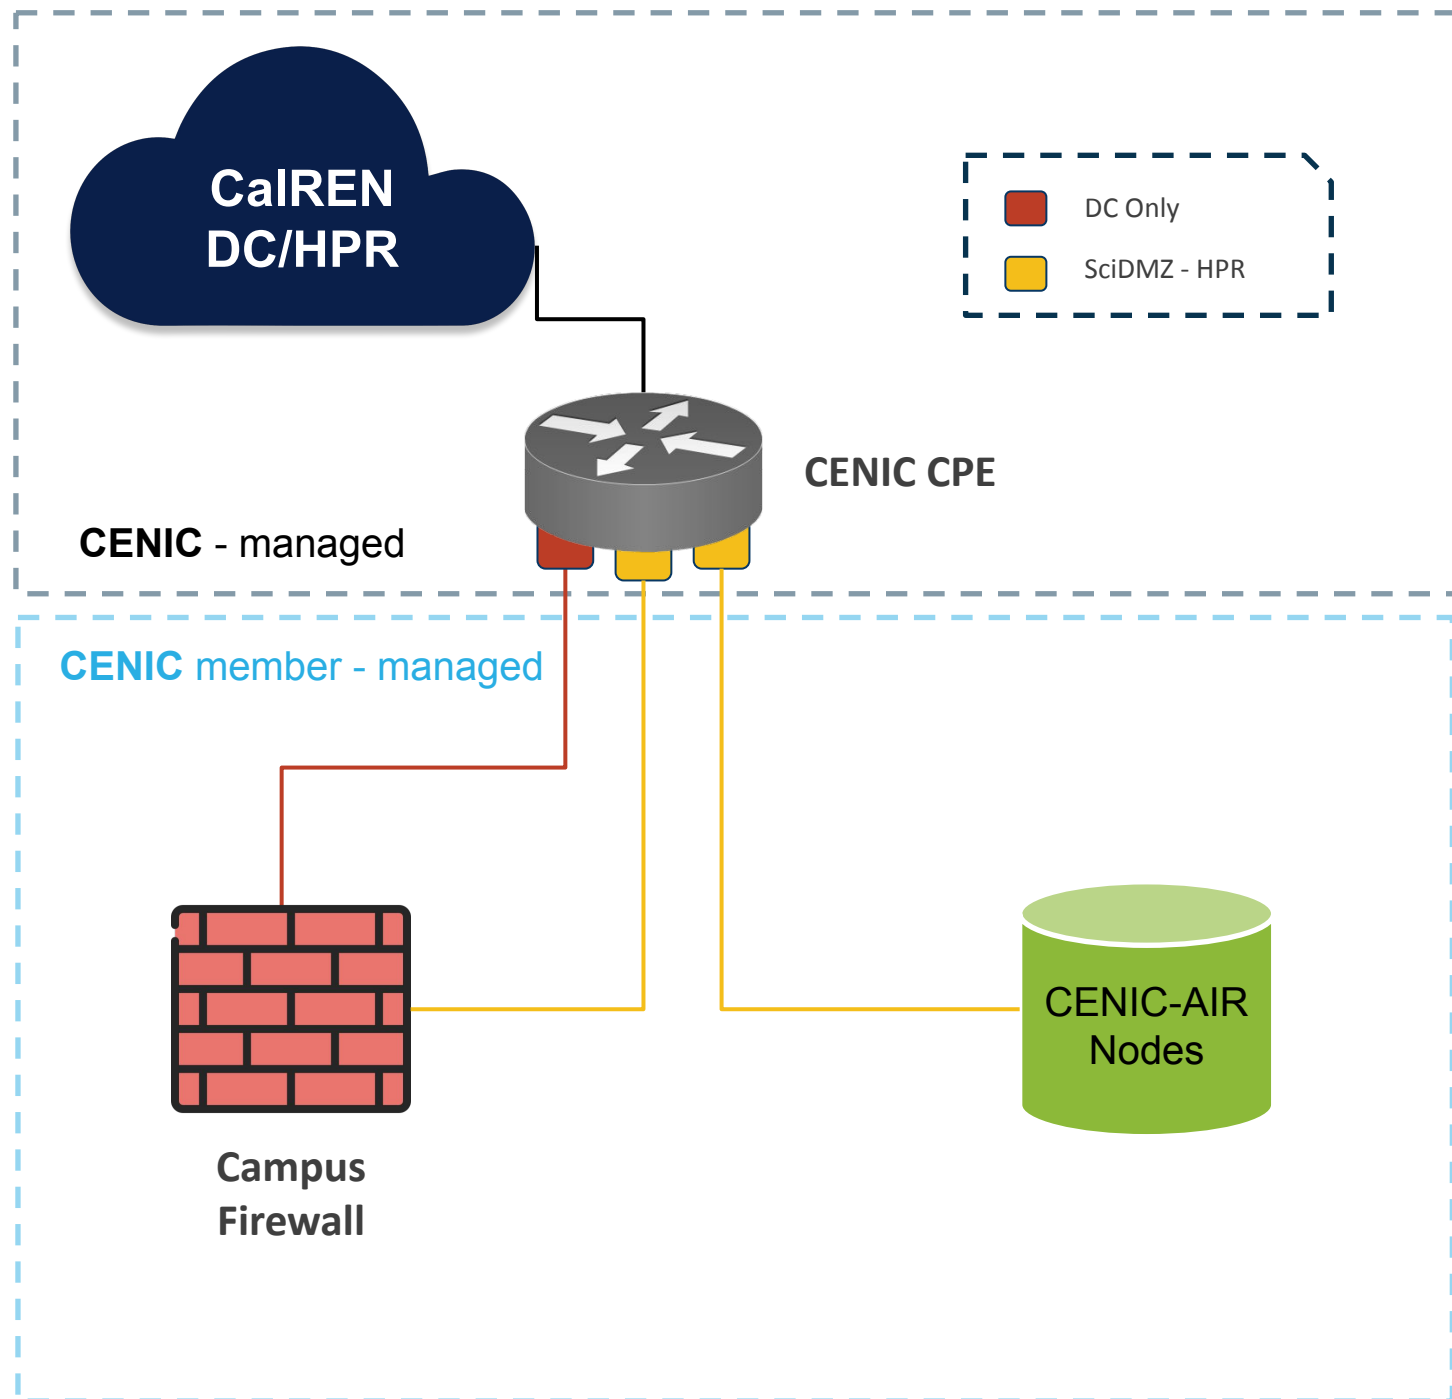 CalREN
DC/HPR
DC Only
SciDMZ - HPR
CENIC CPE
CENIC - managed
CENIC member - managed
CENIC-AIR
Nodes
Campus
Firewall